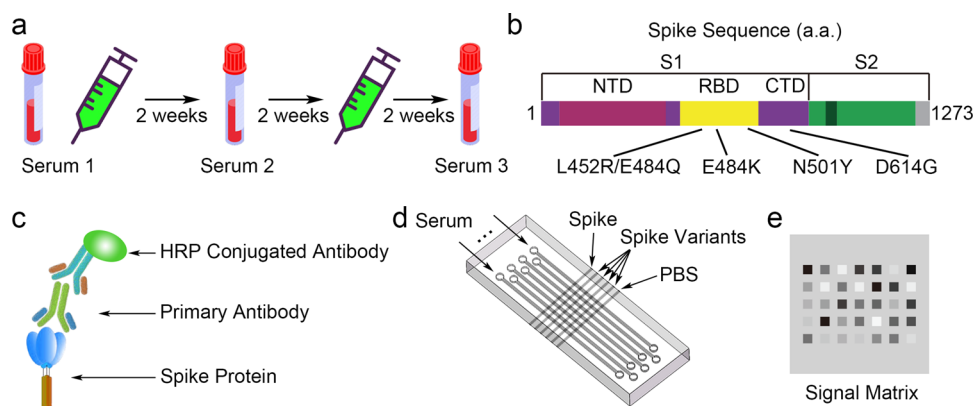 a
2 weeks
2 weeks
2 weeks
Serum 1
Serum 2
Serum 3
b
Spike Sequence (a.a.)
S1
S2
NTD
RBD
CTD
1
1273
L452R/E484Q
E484K
N501Y
D614G
c
HRP Conjugated Antibody
Primary Antibody
Spike Protein
d
Serum
Spike
Spike Variants
PBS
e
Signal Matrix